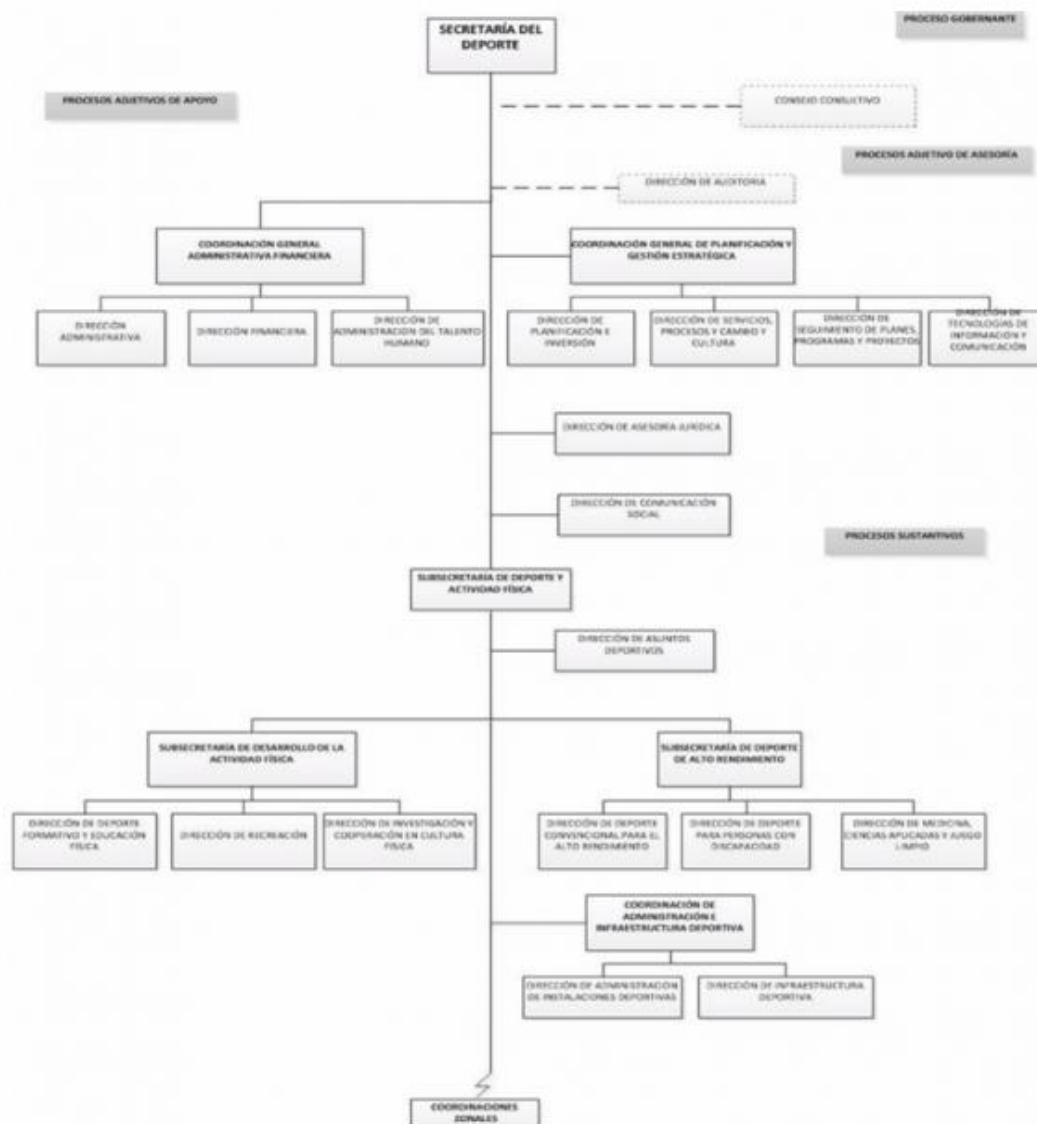 PROCESO GOBERNANTE
SECRETARÍA DEL
DEPORTE
PROCESOS ADJETIVOS DE APOYO
CONSEJO CONSULTIVO
PROCESOS ADJETIVO DE ASESORÍA
DIRECCIÓN DE AUDITORIA
COORDINACIÓN GENERAL
ADMINISTRATIVA FINANCIERA
COORDINACIÓN GENERAL DE PLANIFICACIÓN Y
GESTIÓN ESTRATÉGICA
DIRECCIÓN
ADMINISTRATIVA
DIRECCIÓN FINANCIERA
DIRECCIÓN DE
ADMINISTRACION DEL TALENTO
HUMANO
DIRECCIÓN DE
PLANIFICACIÓN E
INVERSIÓN
DIRECCIÓN DE SERVICIOS,
PROCESOS Y CAMBIO Y
CULTURA
DIRECCIÓN DE
SEGUIMIENTO DE PLANES,
PROGRAMAS Y PROYECTOS
DIRECCIÓN DE
TECNOLOGÍAS DE
INFORMACIÓN Y
COMUNICACIÓN
DIRECCIÓN DE ASESORÍA JURÍDICA
DIRECCIÓN DE COMUNICACIÓN
SOCIAL
PROCESOS SUSTANTIVOS
SUBSECRETARÍA DE DEPORTE Y
ACTIVIDAD FÍSICA
DIRECCIÓN DE ASUNTOS
DEPORTIVOS
SUBSECRETARÍA DE DESARROLLO DE LA
ACTIVIDAD FÍSICA
SUBSECRETARÍA DE DEPORTE
DE ALTO RENDIMIENTO
DIRECCIÓN DE DEPORTE
FORMATIVO Y EDUCACIÓN
FÍSICA
DIRECCIÓN DE RECREACIÓN
DIRECCIÓN DE INVESTIGACIÓN Y
COOPERACIÓN EN CULTURA
FÍSICA
DIRECCIÓN DE DEPORTE
CONVENCIONAL PARA EL
ALTO RENDIMIENTO
DIRECCIÓN DE DEPORTE
PARA PERSONAS CON
DISCAPACIDAD
DIRECCIÓN DE MEDICINA,
CIENCIAS APLICADAS Y JUEGO
LIMPIO
COORDINACIÓN DE
ADMINISTRACIÓN E
INFRAESTRUCTURA DEPORTIVA
DIRECCIÓN DE ADMINISTRACIÓN
DE INSTALACIONES DEPORTIVAS
DIRECCIÓN DE INFRAESTRUCTURA
DEPORTIVA
COORDINACIONES
ZONALES